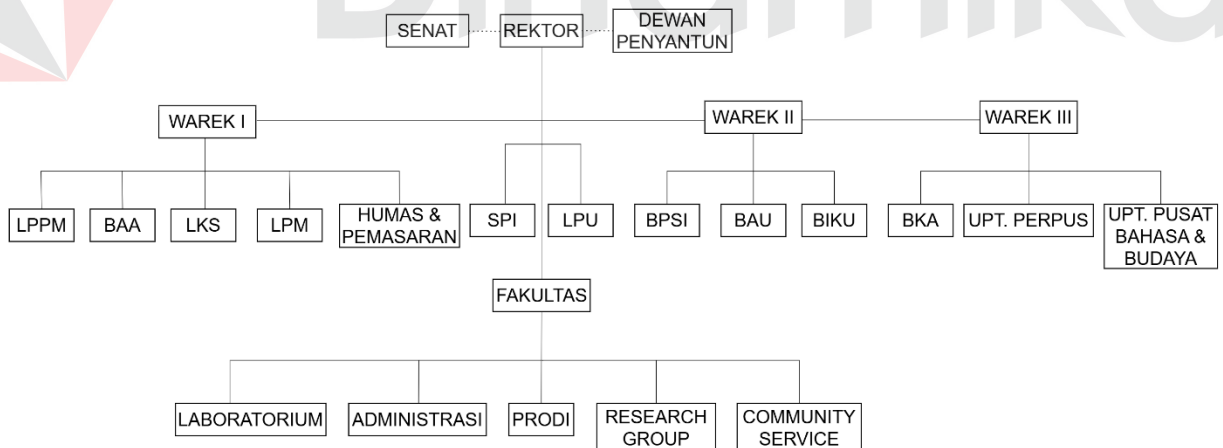 Dinamika
SENAT
REKTOR
DEWAN
PENYANTUN
WAREK I
WAREK II
WAREK III
LPPM
BAA
LKS
LPM
HUMAS &
PEMASARAN
SPI
LPU
BPSI
BAU
BIKU
BKA
UPT. PERPUS
UPT. PUSAT
BAHASA &
BUDAYA
FAKULTAS
LABORATORIUM
ADMINISTRASI
PRODI
RESEARCH
GROUP
COMMUNITY
SERVICE